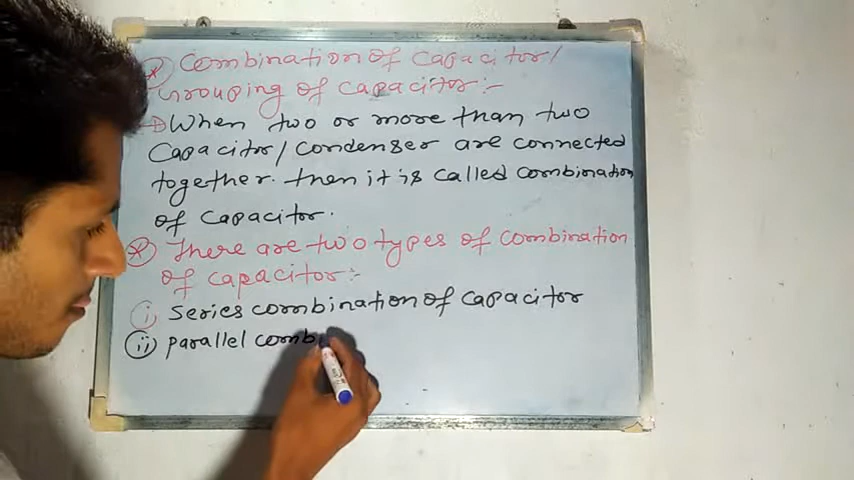 * Combination of capacitor/
Grouping of capacitor:-
→ When two or more than two
capacitor/condenser are connected
together. then it is called combination
of capacitor.
* There are two types of combination
of capacitor:-
(i) series combination of capacitor
(ii) parallel comb